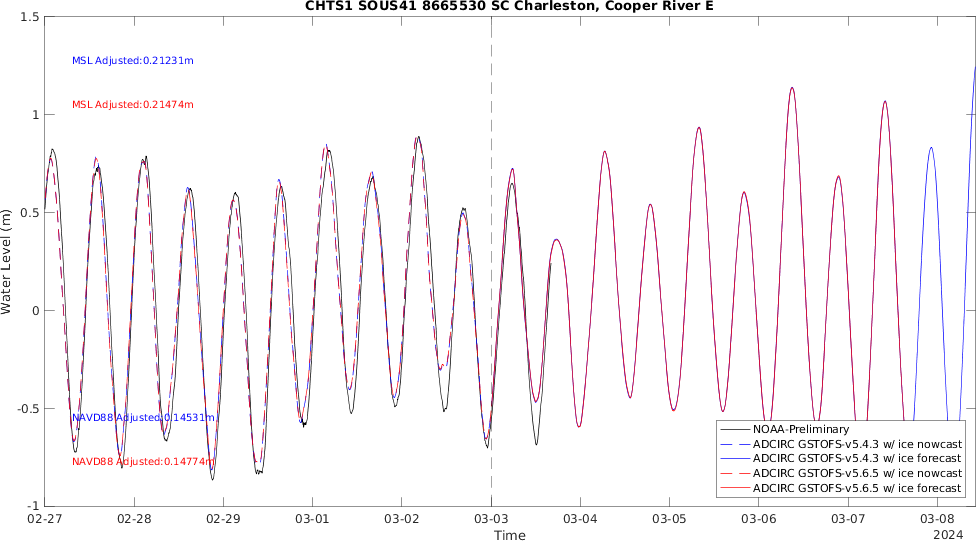 CHTS1 SOUS41 8665530 SC Charleston, Cooper River E
1.5
MSL Adjusted:0.21231m
MSL Adjusted:0.21474m
1
0.5
Water Level (m)
0
-0.5
NAVD88 Adjusted:0.14531m
NAVD88 Adjusted:0.14774m
NOAA-Preliminary
ADCIRC GSTOFS-v5.4.3 w/ ice nowcast
ADCIRC GSTOFS-v5.4.3 w/ ice forecast
ADCIRC GSTOFS-v5.6.5 w/ ice nowcast
ADCIRC GSTOFS-v5.6.5 w/ ice forecast
-1
02-27 02-28 02-29 03-01 03-02 03-03 03-04 03-05 03-06 03-07 03-08
Time 2024